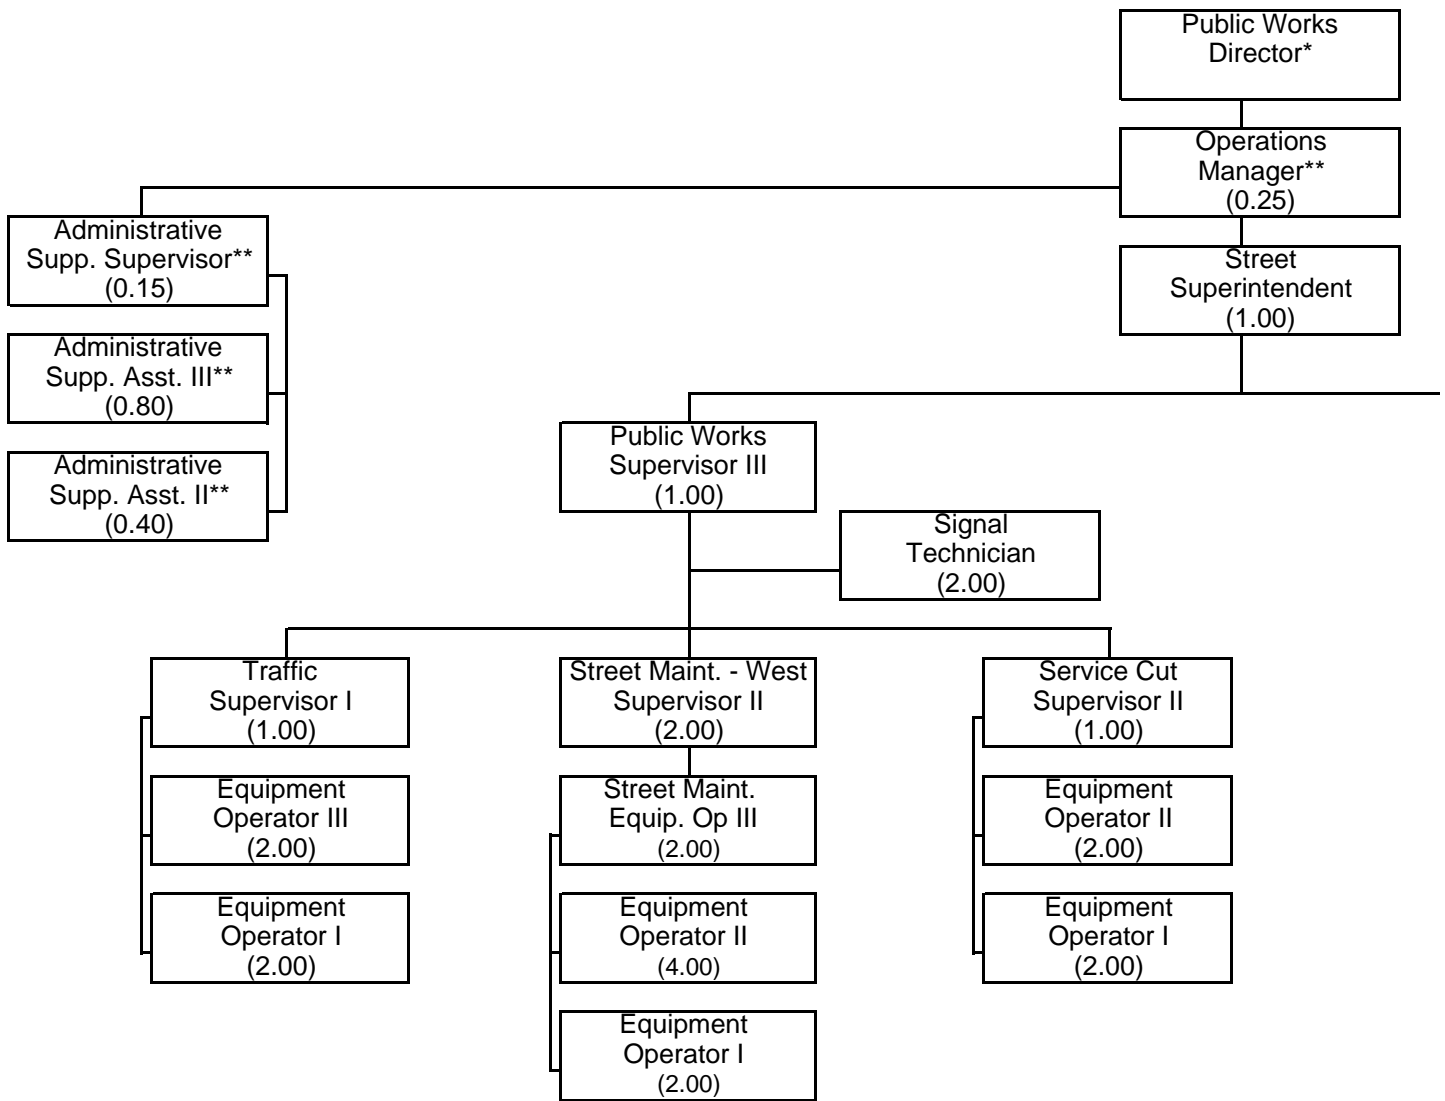 Public Works
Director*
Operations
Manager**
(0.25)
Administrative
Supp. Supervisor**
(0.15)
Street
Superintendent
(1.00)
Administrative
Supp. Asst. III**
(0.80)
Administrative
Supp. Asst. II**
(0.40)
Public Works
Supervisor III
(1.00)
Signal
Technician
(2.00)
Traffic
Supervisor I
(1.00)
Equipment
Operator III
(2.00)
Equipment
Operator I
(2.00)
Street Maint. - West
Supervisor II
(2.00)
Street Maint.
Equip. Op III
(2.00)
Equipment
Operator II
(4.00)
Equipment
Operator I
(2.00)
Service Cut
Supervisor II
(1.00)
Equipment
Operator II
(2.00)
Equipment
Operator I
(2.00)